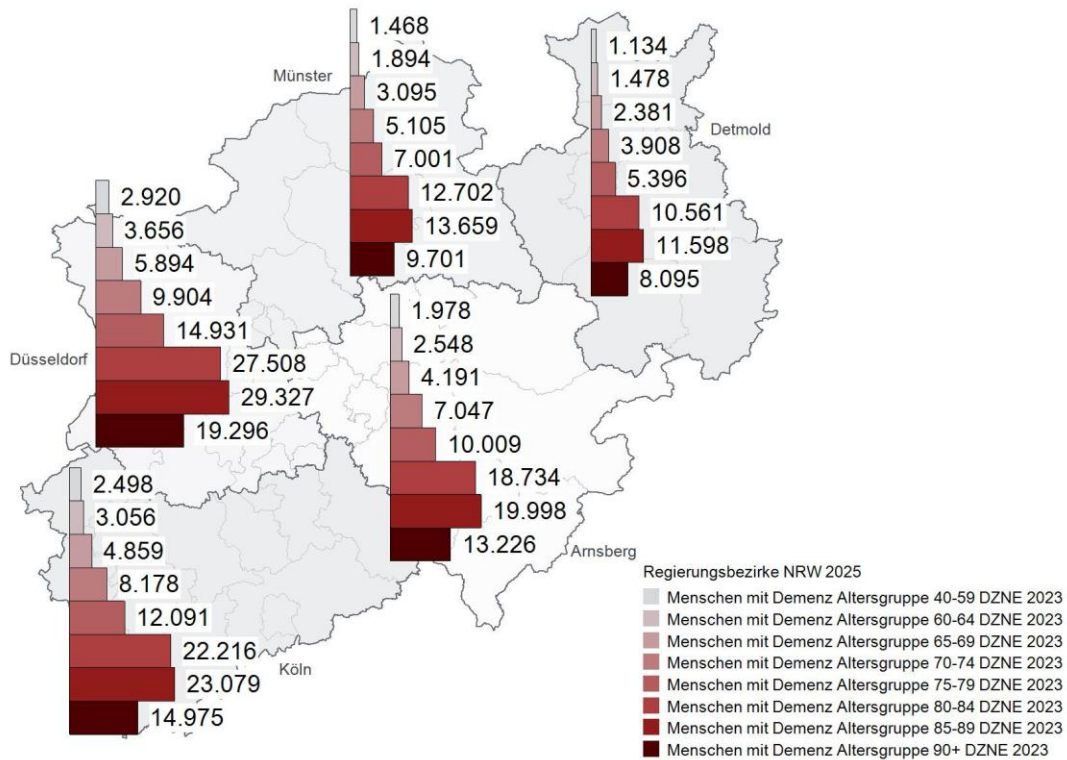 Münster
1.468
1.894
3.095
5.105
7.001
12.702
13.659
9.701
Detmold
1.134
1.478
2.381
3.908
5.396
10.561
11.598
8.095
Düsseldorf
2.920
3.656
5.894
9.904
14.931
27.508
29.327
19.296
Arnsberg
1.978
2.548
4.191
7.047
10.009
18.734
19.998
13.226
Köln
2.498
3.056
4.859
8.178
12.091
22.216
23.079
14.975
Regierungsbezirke NRW 2025
Menschen mit Demenz Altersgruppe 40-59 DZNE 2023
Menschen mit Demenz Altersgruppe 60-64 DZNE 2023
Menschen mit Demenz Altersgruppe 65-69 DZNE 2023
Menschen mit Demenz Altersgruppe 70-74 DZNE 2023
Menschen mit Demenz Altersgruppe 75-79 DZNE 2023
Menschen mit Demenz Altersgruppe 80-84 DZNE 2023
Menschen mit Demenz Altersgruppe 85-89 DZNE 2023
Menschen mit Demenz Altersgruppe 90+ DZNE 2023